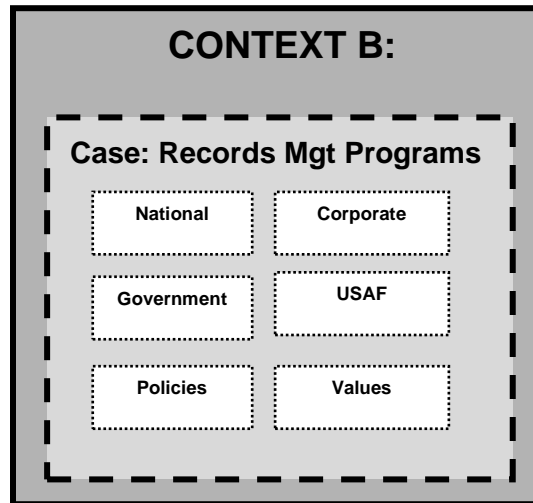 CONTEXT B:
Case: Records Mgt Programs
National Corporate
Government USAF
Policies Values